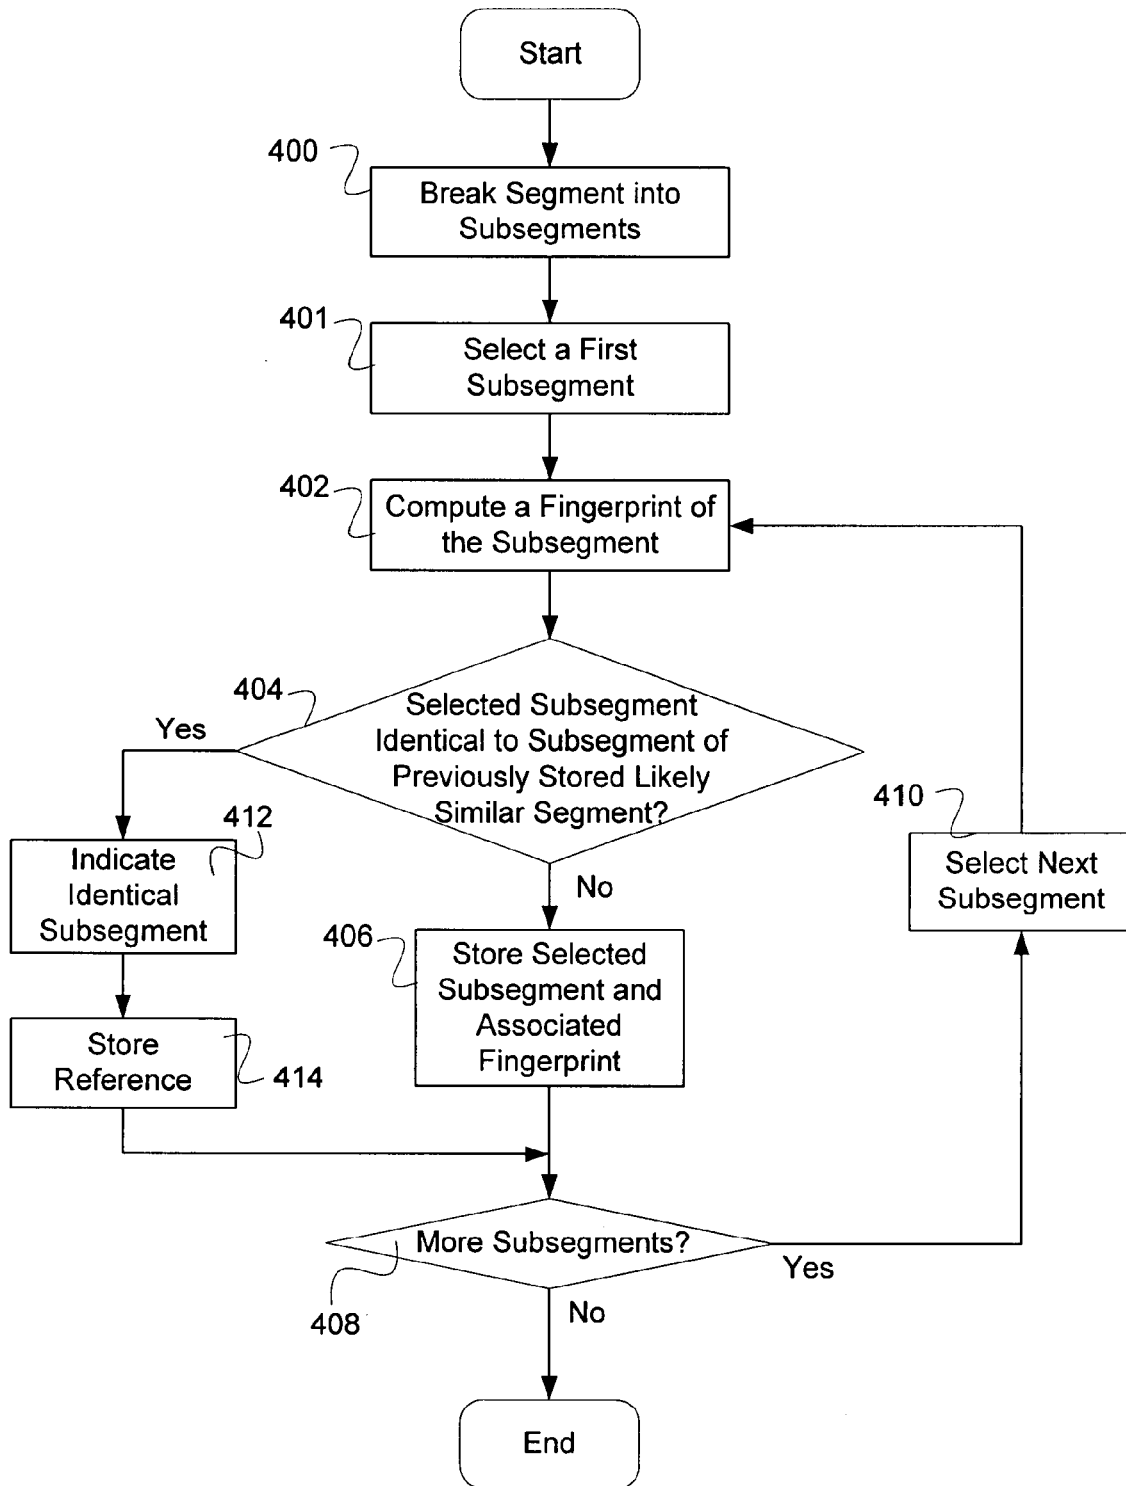 Start
400
Break Segment into
Subsegments
401
Select a First
Subsegment
402
Compute a Fingerprint of
the Subsegment
404
Selected Subsegment
Identical to Subsegment of
Previously Stored Likely
Similar Segment?
Yes
No
412
Indicate
Identical
Subsegment
414
Store
Reference
406
Store Selected
Subsegment and
Associated
Fingerprint
410
Select Next
Subsegment
408
More Subsegments?
Yes
No
End